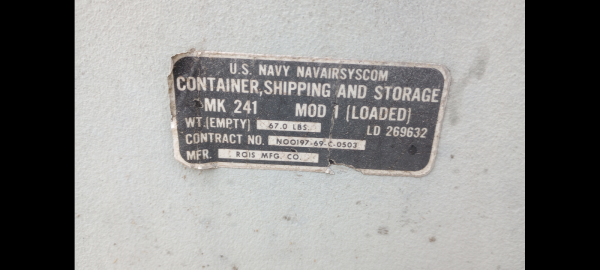 U.S. NAVY NAVAIRSYSCOM
CONTAINER, SHIPPING AND STORAGE
MK 241 MOD 1 (LOADED)
WT. (EMPTY) 67.0 LBS. LD 269632
CONTRACT NO. N00197-69-C-0503
MFR. ROIS MFG. CO.